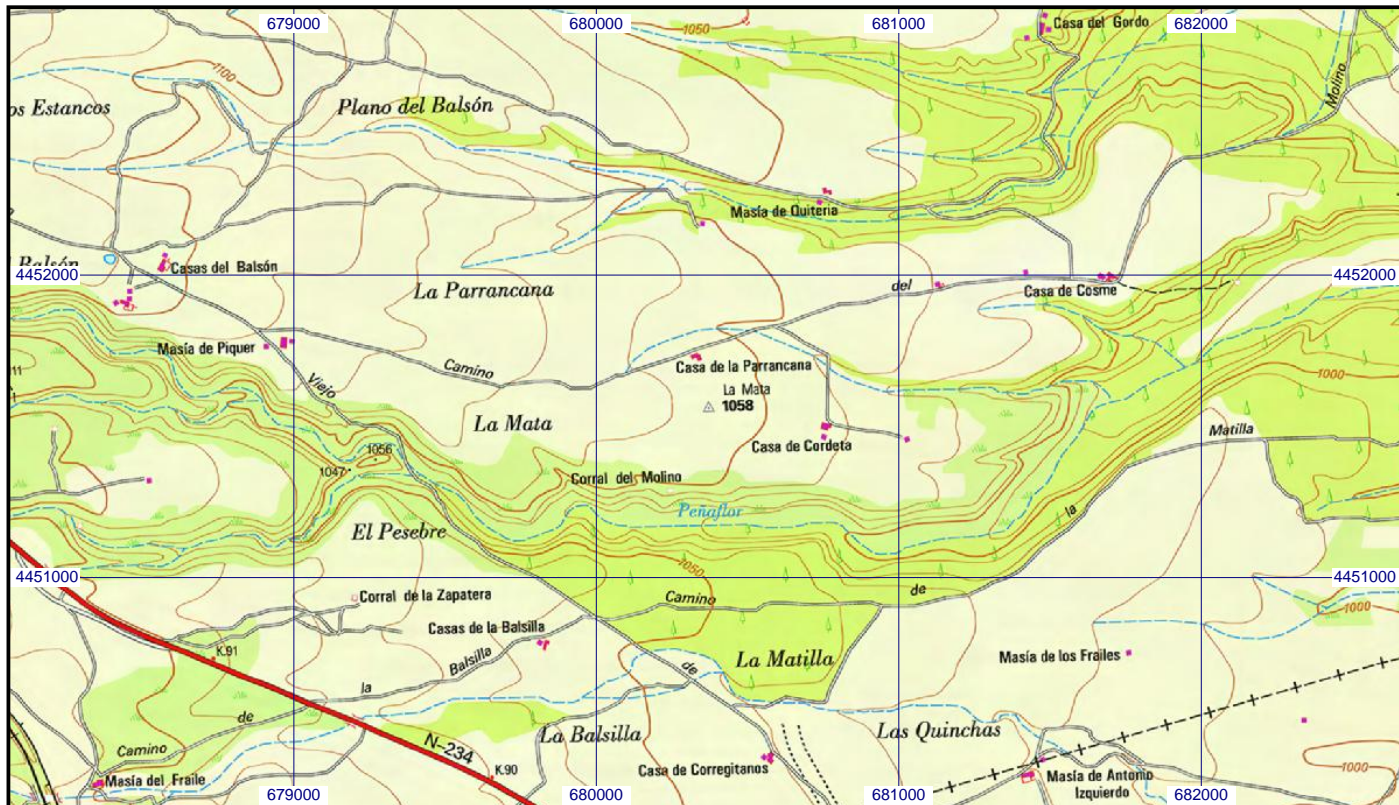 679000
680000
681000
682000
Casa del Gordo
1050
1100
Molino
os Estancos
Plano del Balsón
Masía de Quiteria
l Balsón
Casas del Balsón
4452000
4452000
La Parrancana
del
Casa de Cosme
Masía de Piquer
Camino
Casa de la Parrancana
Viejo
La Mata
1058
1000
11
La Mata
Casa de Cordeta
Matilla
1056
1047
Corral del Molino
Peñaflor
la
El Pesebre
4451000
4451000
1050
Camino
de
1000
Corral de la Zapatera
Casas de la Balsilla
K.91
Balsilla
la
de
La Matilla
Masía de los Frailes
de
Camino
N-234
La Balsilla
Las Quinchas
Masía del Fraile
K.90
Casa de Corregitanos
Masía de Antonio
Izquierdo
1000
679000
680000
681000
682000